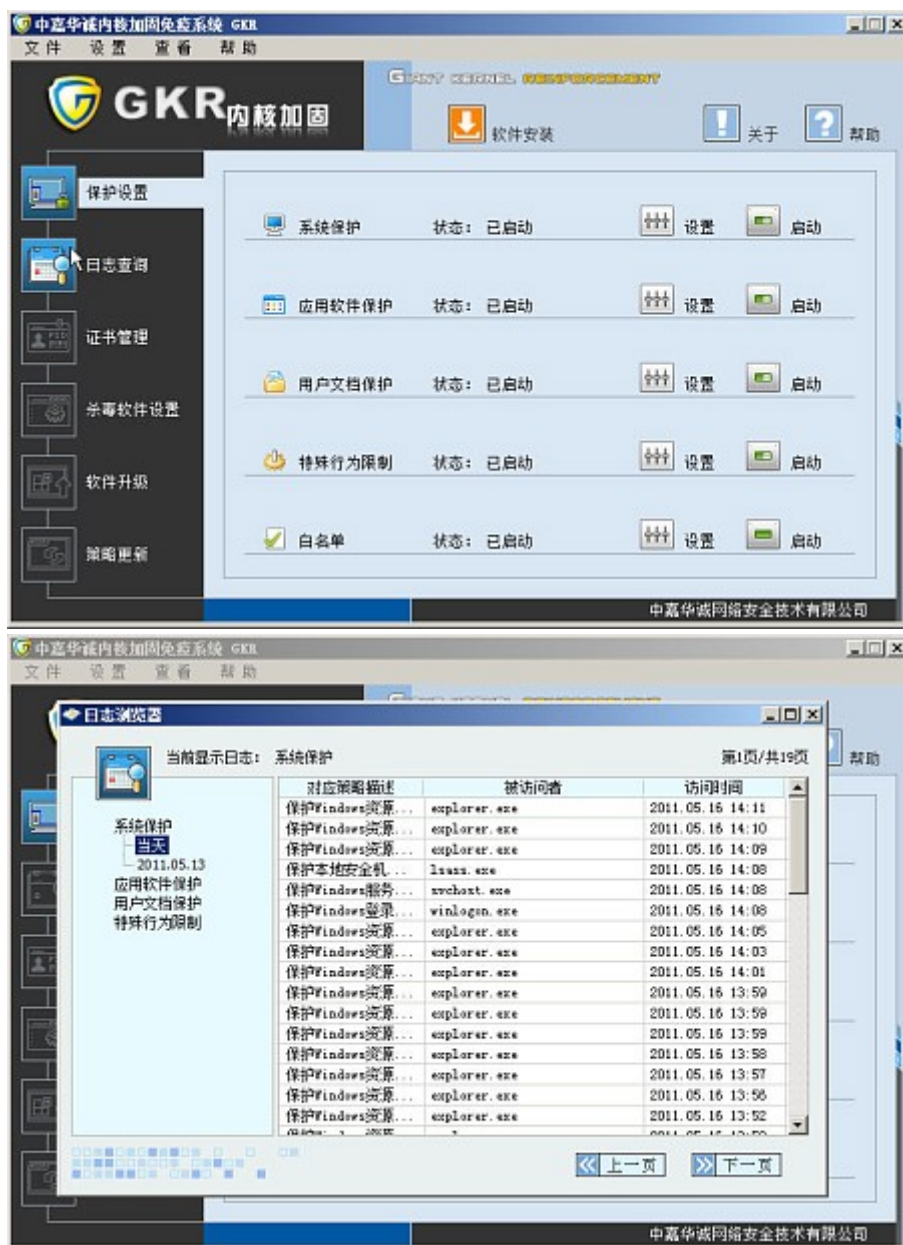 中嘉华诚内核加固免疫系统 GKR
文件 设置 查看 帮助
GIANT KERNEL REINFORCEMENT
GKR内核加固
软件安装 关于 帮助
保护设置
日志查询
证书管理
杀毒软件设置
软件升级
策略更新
系统保护 状态: 已启动 设置 启动
应用软件保护 状态: 已启动 设置 启动
用户文档保护 状态: 已启动 设置 启动
特殊行为限制 状态: 已启动 设置 启动
白名单 状态: 已启动 设置 启动
中嘉华诚网络安全技术有限公司
中嘉华诚内核加固免疫系统 GKR
文件 设置 查看 帮助
帮助
日志浏览器
当前显示日志: 系统保护 第1页/共19页
系统保护
当天
2011.05.13
应用软件保护
用户文档保护
特殊行为限制
对应策略描述 被访问者 访问时间
保护Windows资源... explorer.exe 2011.05.16 14:11
保护Windows资源... explorer.exe 2011.05.16 14:10
保护Windows资源... explorer.exe 2011.05.16 14:09
保护本地安全机... lsass.exe 2011.05.16 14:08
保护Windows服务... svchost.exe 2011.05.16 14:08
保护Windows登录... winlogon.exe 2011.05.16 14:08
保护Windows资源... explorer.exe 2011.05.16 14:05
保护Windows资源... explorer.exe 2011.05.16 14:03
保护Windows资源... explorer.exe 2011.05.16 14:01
保护Windows资源... explorer.exe 2011.05.16 13:59
保护Windows资源... explorer.exe 2011.05.16 13:59
保护Windows资源... explorer.exe 2011.05.16 13:59
保护Windows资源... explorer.exe 2011.05.16 13:58
保护Windows资源... explorer.exe 2011.05.16 13:57
保护Windows资源... explorer.exe 2011.05.16 13:56
保护Windows资源... explorer.exe 2011.05.16 13:52
上一页 下一页
中嘉华诚网络安全技术有限公司